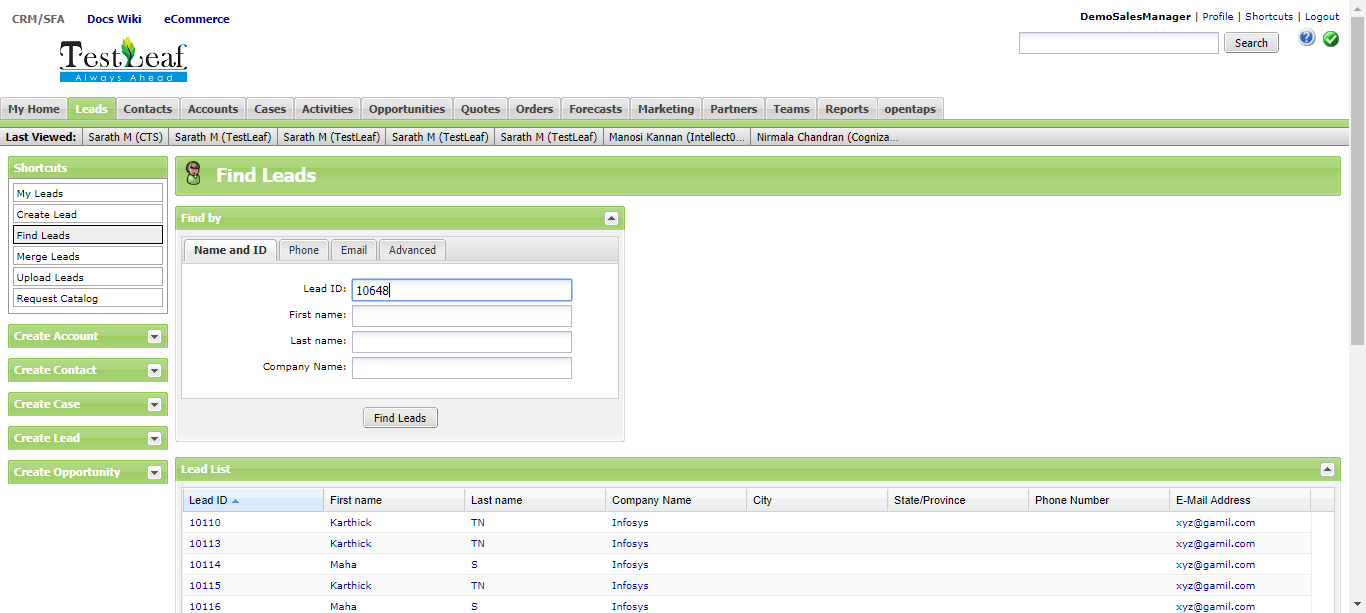 CRM/SFA Docs Wiki eCommerce
DemoSalesManager | Profile | Shortcuts | Logout
TestLeaf
Always Ahead
Search
My Home Leads Contacts Accounts Cases Activities Opportunities Quotes Orders Forecasts Marketing Partners Teams Reports opentaps
Last Viewed: Sarath M (CTS) Sarath M (TestLeaf) Sarath M (TestLeaf) Sarath M (TestLeaf) Sarath M (TestLeaf) Manosi Kannan (Intellect0... Nirmala Chandran (Cogniza...
Shortcuts
My Leads
Create Lead
Find Leads
Merge Leads
Upload Leads
Request Catalog
Create Account
Create Contact
Create Case
Create Lead
Create Opportunity
Find Leads
Find by
Name and ID Phone Email Advanced
Lead ID: 10648
First name:
Last name:
Company Name:
Find Leads
Lead List
Lead ID First name Last name Company Name City State/Province Phone Number E-Mail Address
10110 Karthick TN Infosys xyz@gamil.com
10113 Karthick TN Infosys xyz@gamil.com
10114 Maha S Infosys xyz@gamil.com
10115 Karthick TN Infosys xyz@gamil.com
10116 Maha S Infosys xyz@gamil.com